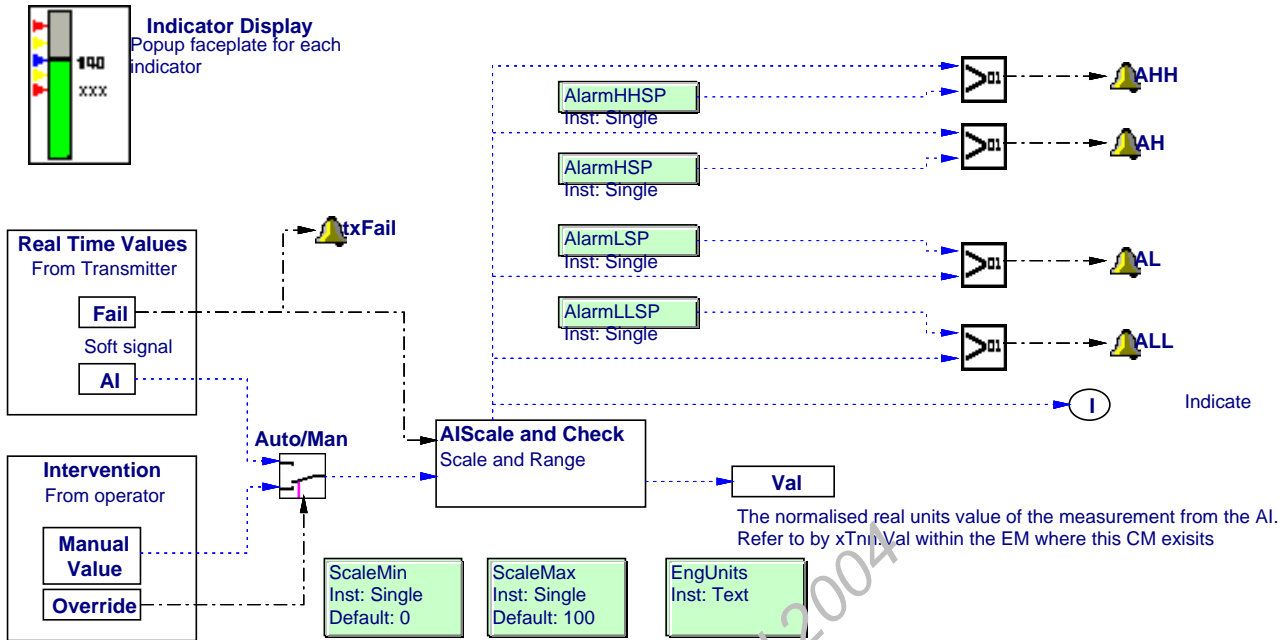 Indicator Display
Popup faceplate for each
indicator
140
xxx
AlarmHHSP
Inst: Single
01
AHH
AlarmHSP
Inst: Single
01
AH
txFail
AlarmLSP
Inst: Single
01
AL
AlarmLLSP
Inst: Single
01
ALL
I
Indicate
Real Time Values
From Transmitter
Fail
Soft signal
AI
Auto/Man
AIScale and Check
Scale and Range
Val
The normalised real units value of the measurement from the AI.
Refer to by xTnn.Val within the EM where this CM exisits
Intervention
From operator
Manual
Value
Override
ScaleMin
Inst: Single
Default: 0
ScaleMax
Inst: Single
Default: 100
EngUnits
Inst: Text
2004